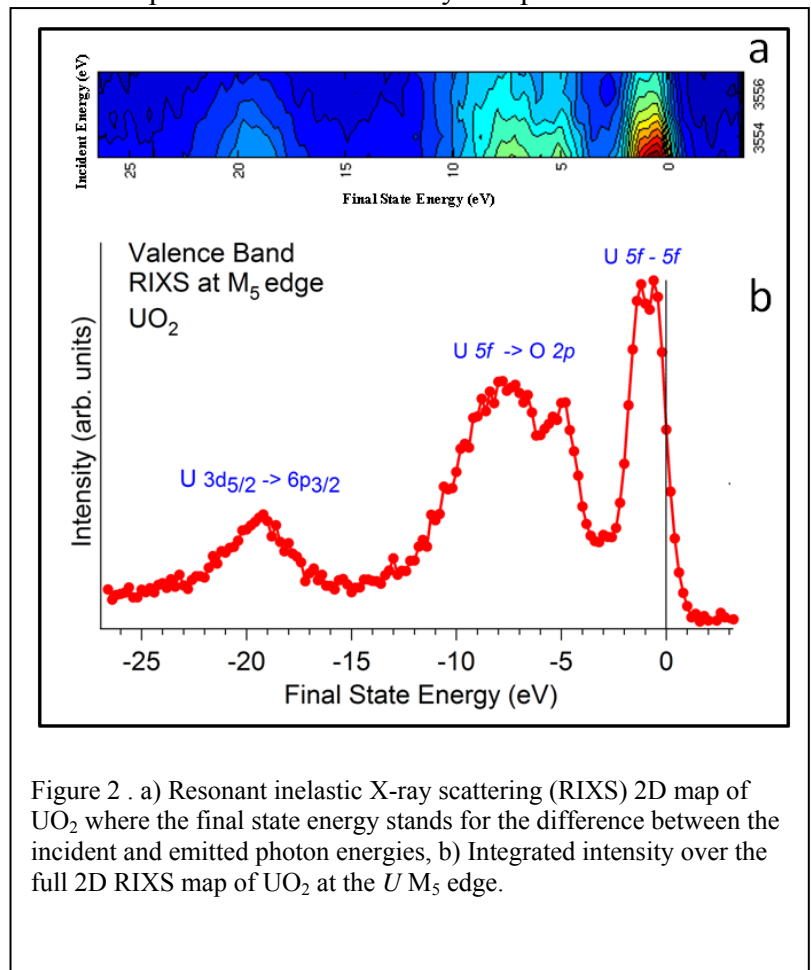 a
Incident Energy (eV)
3556
3554
25
20
15
10
5
0
Final State Energy (eV)
Valence Band
RIXS at M5 edge
UO2
U 5f - 5f
b
U 5f -> O 2p
U 3d5/2 -> 6p3/2
Intensity (arb. units)
-25 -20 -15 -10 -5 0
Final State Energy (eV)
Figure 2 . a) Resonant inelastic X-ray scattering (RIXS) 2D map of
UO2 where the final state energy stands for the difference between the
incident and emitted photon energies, b) Integrated intensity over the
full 2D RIXS map of UO2 at the U M5 edge.